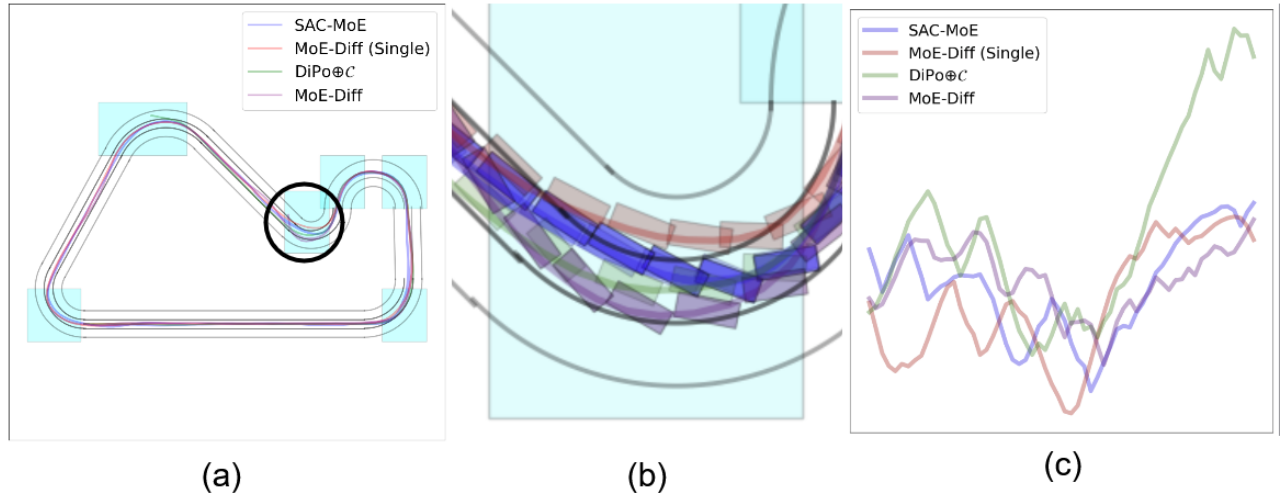 SAC-MoE
MoE-Diff (Single)
DiPo⊕𝒞
MoE-Diff
(a)
(b)
SAC-MoE
MoE-Diff (Single)
DiPo⊕𝒞
MoE-Diff
(c)